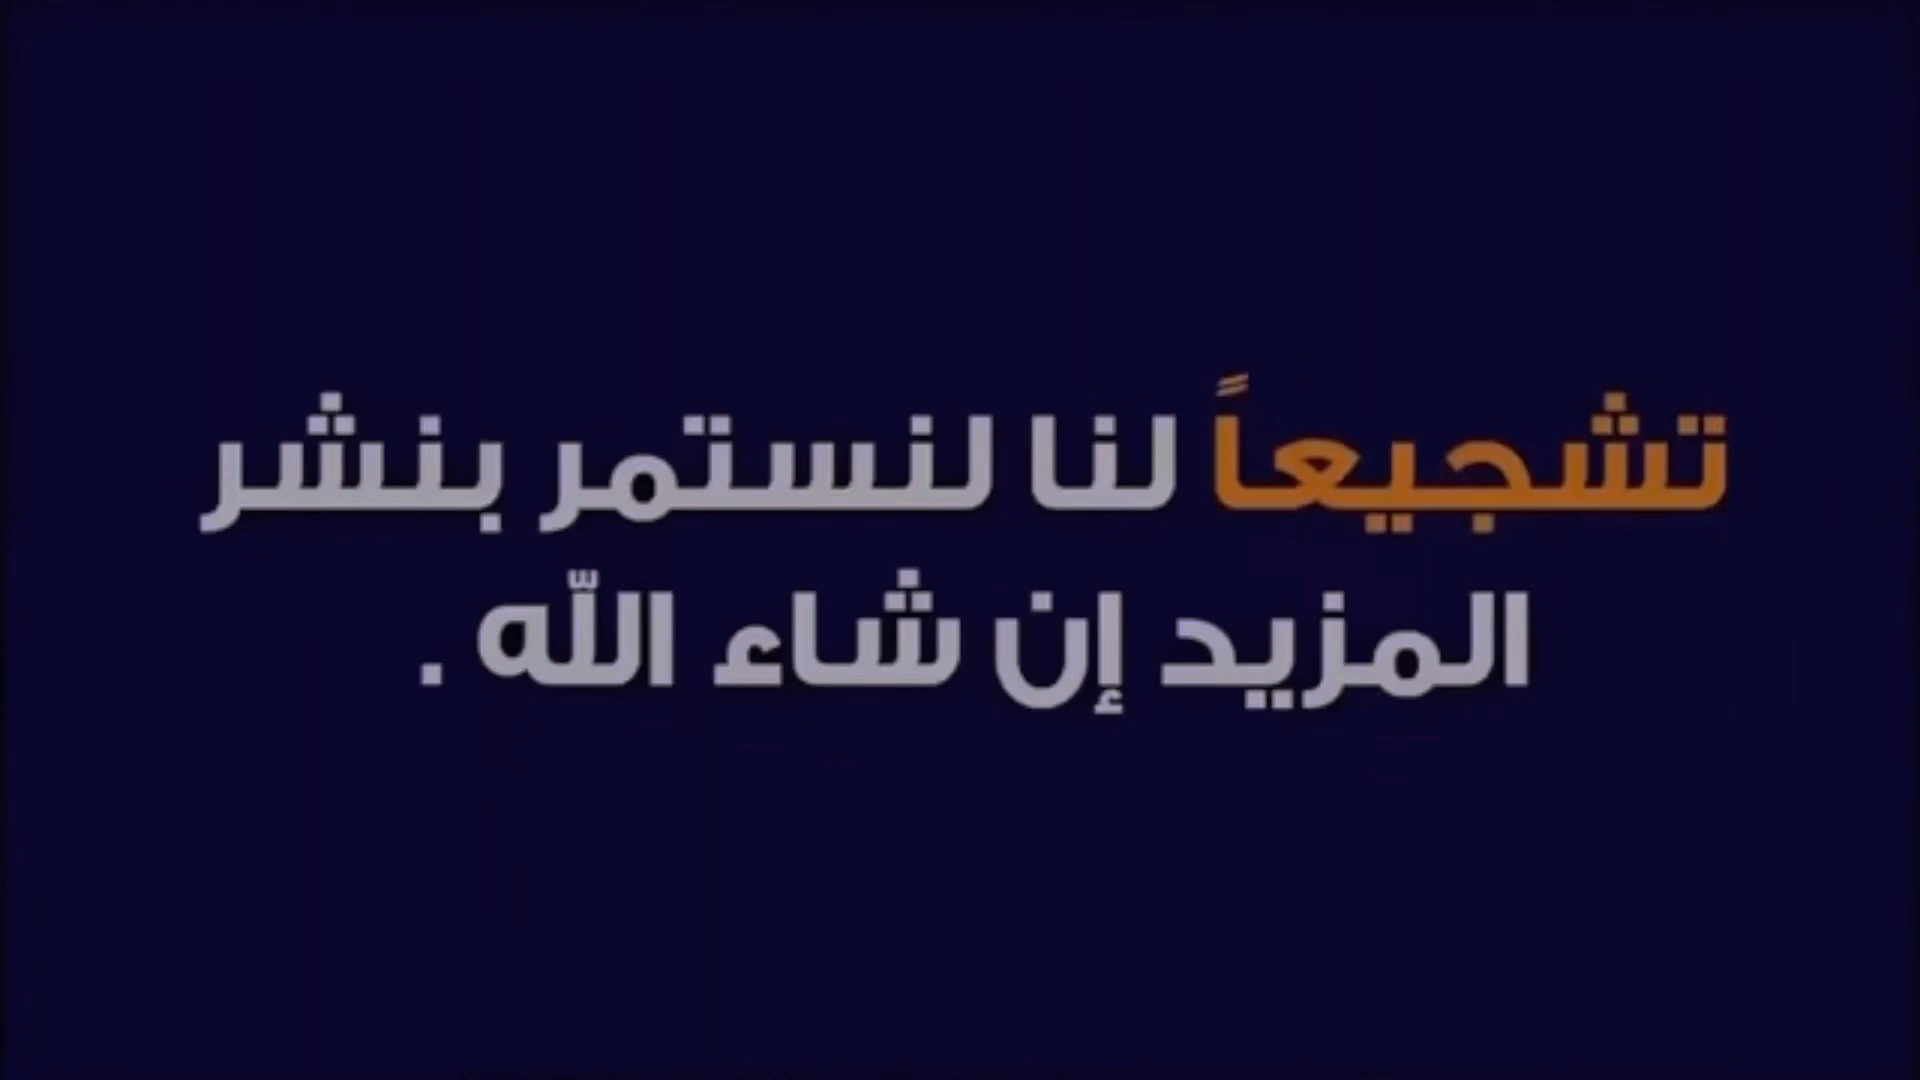 تشجيعاً لنا لنستمر بنشر
المزيد إن شاء اللّه .